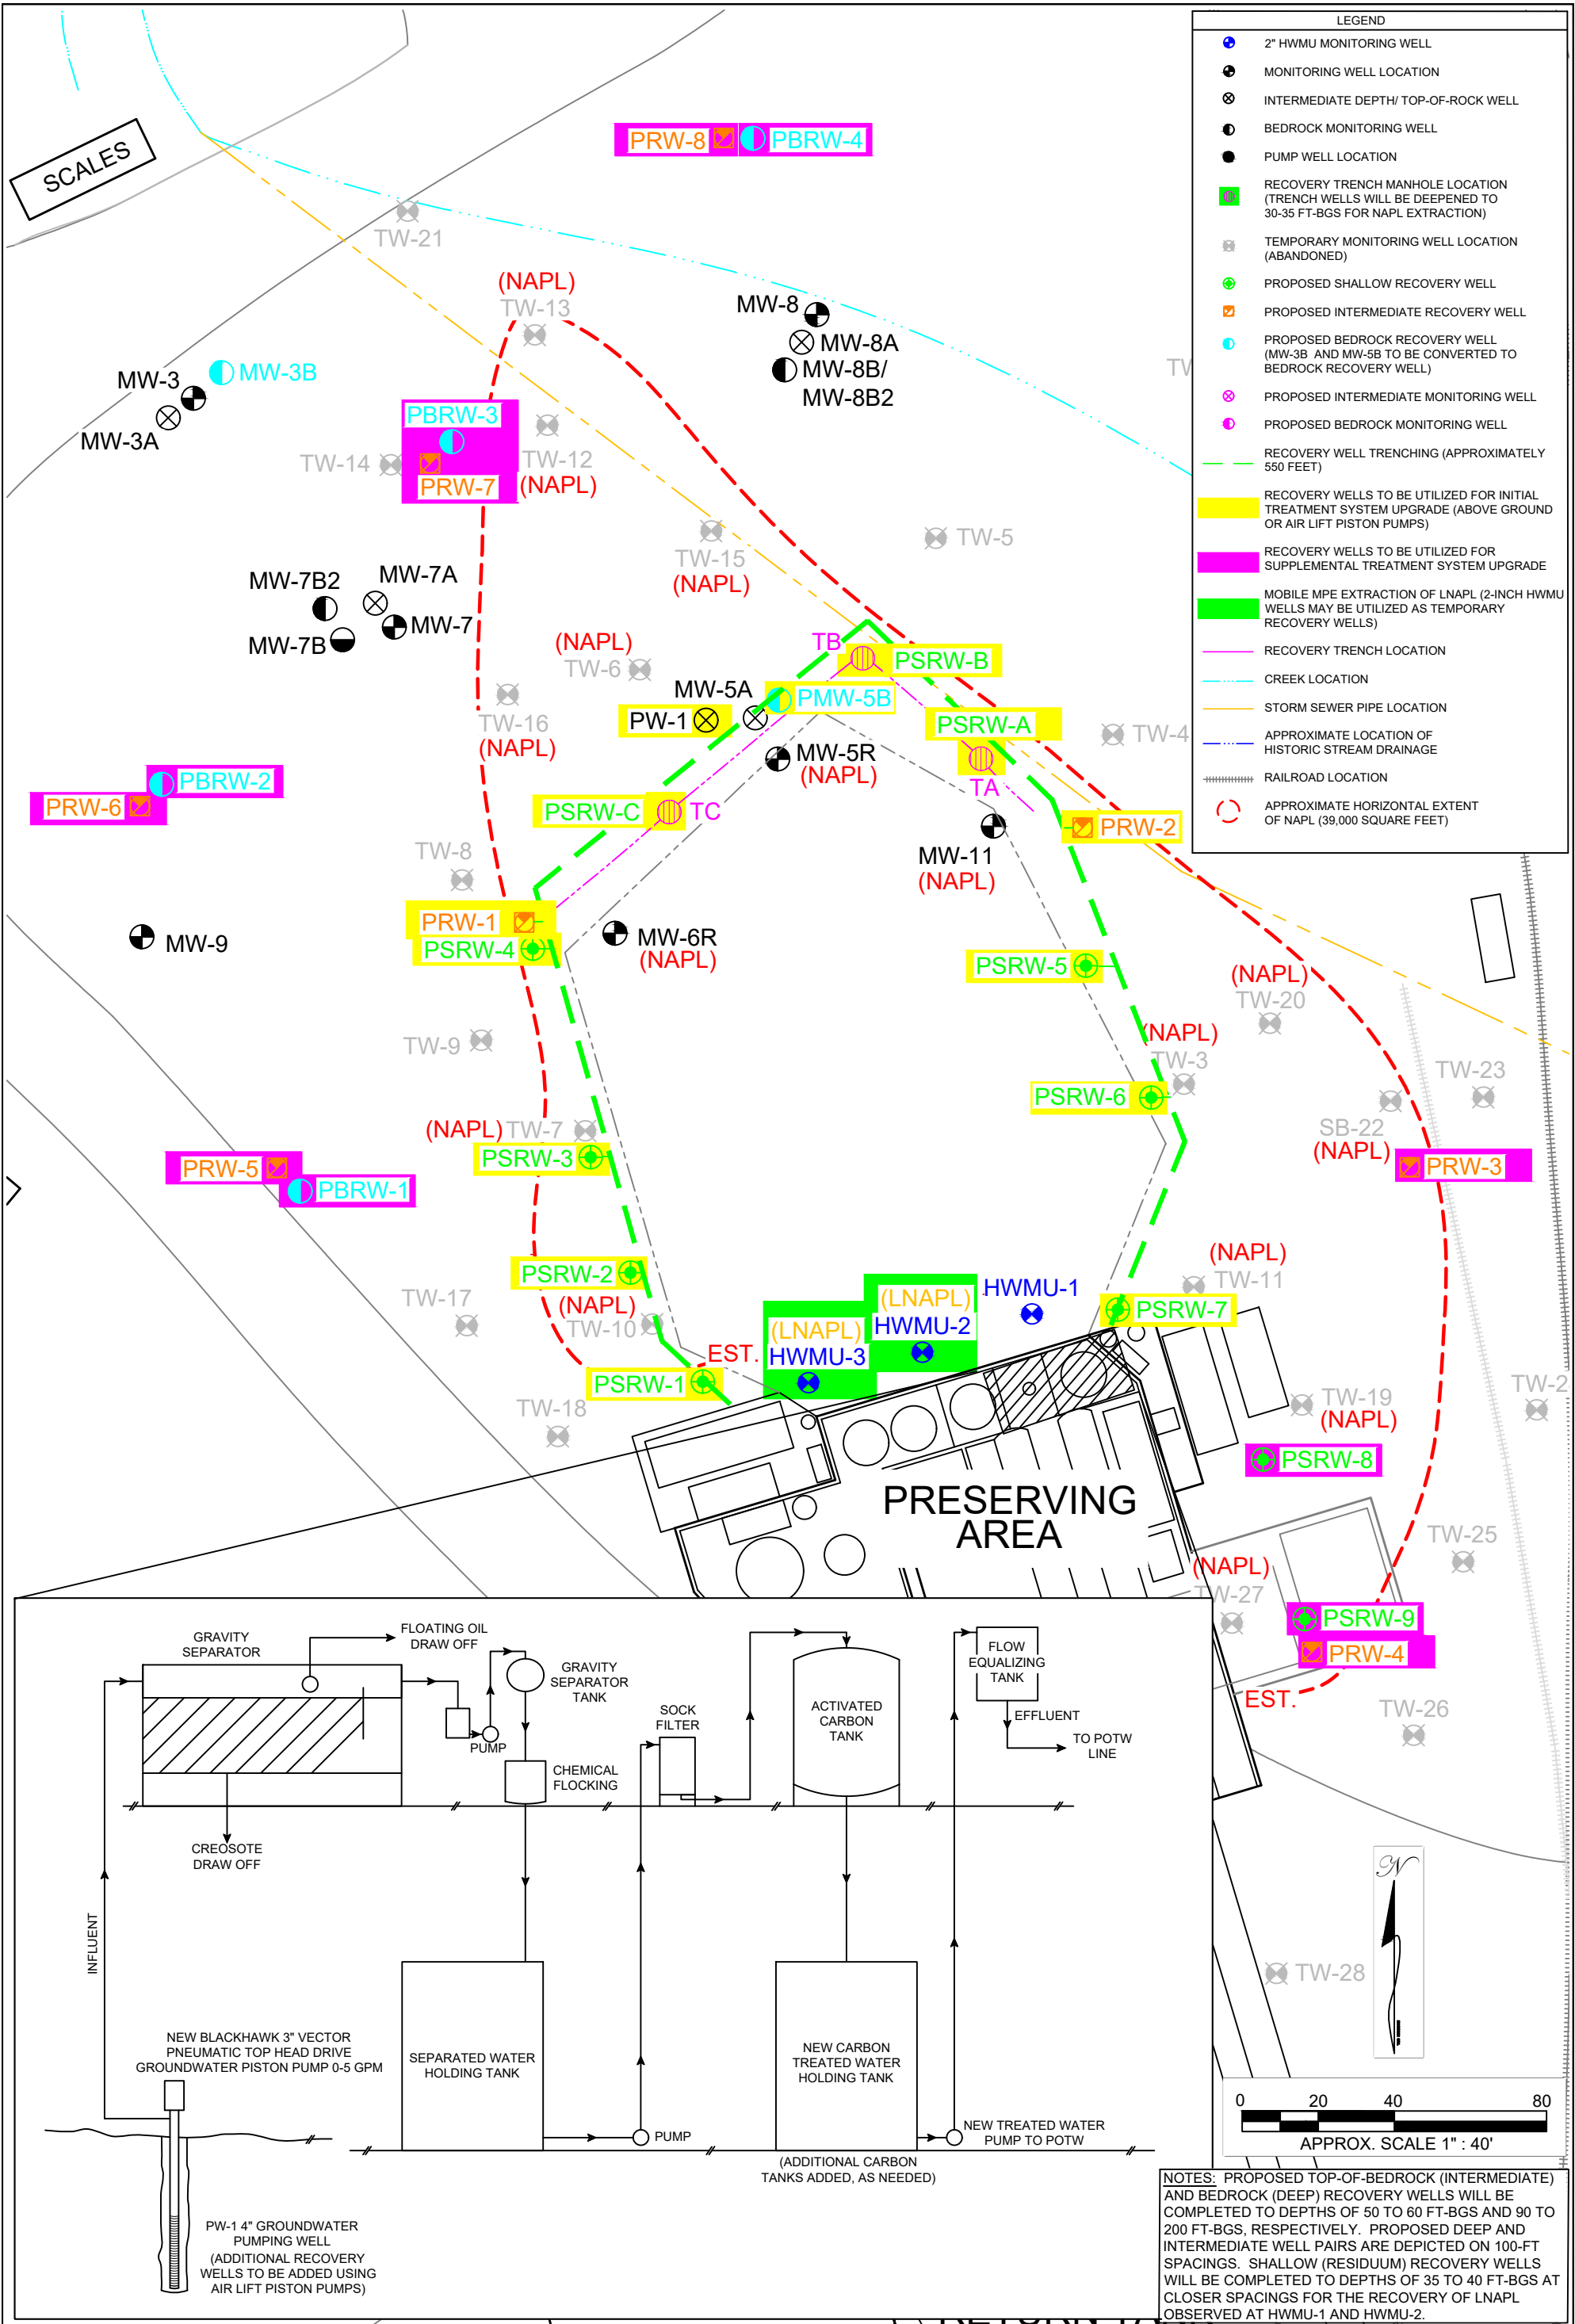 LEGEND
2" HWMU MONITORING WELL
MONITORING WELL LOCATION
INTERMEDIATE DEPTH/ TOP-OF-ROCK WELL
BEDROCK MONITORING WELL
PUMP WELL LOCATION
RECOVERY TRENCH MANHOLE LOCATION
(TRENCH WELLS WILL BE DEEPENED TO
30-35 FT-BGS FOR NAPL EXTRACTION)
TEMPORARY MONITORING WELL LOCATION
(ABANDONED)
PROPOSED SHALLOW RECOVERY WELL
PROPOSED INTERMEDIATE RECOVERY WELL
PROPOSED BEDROCK RECOVERY WELL
(MW-3B AND MW-5B TO BE CONVERTED TO
BEDROCK RECOVERY WELL)
PROPOSED INTERMEDIATE MONITORING WELL
PROPOSED BEDROCK MONITORING WELL
RECOVERY WELL TRENCHING (APPROXIMATELY
550 FEET)
RECOVERY WELLS TO BE UTILIZED FOR INITIAL
TREATMENT SYSTEM UPGRADE (ABOVE GROUND
OR AIR LIFT PISTON PUMPS)
RECOVERY WELLS TO BE UTILIZED FOR
SUPPLEMENTAL TREATMENT SYSTEM UPGRADE
MOBILE MPE EXTRACTION OF LNAPL (2-INCH HWMU
WELLS MAY BE UTILIZED AS TEMPORARY
RECOVERY WELLS)
RECOVERY TRENCH LOCATION
CREEK LOCATION
STORM SEWER PIPE LOCATION
APPROXIMATE LOCATION OF
HISTORIC STREAM DRAINAGE
RAILROAD LOCATION
APPROXIMATE HORIZONTAL EXTENT
OF NAPL (39,000 SQUARE FEET)
SCALES
PRW-8
PBRW-4
TW-21
(NAPL)
TW-13
MW-8
MW-8A
MW-8B/
MW-8B2
TW
MW-3
MW-3B
MW-3A
PBRW-3
PRW-7
TW-14
TW-12
(NAPL)
TW-15
(NAPL)
TW-5
MW-7B2
MW-7A
MW-7B
MW-7
(NAPL)
TW-6
TB
PSRW-B
MW-5A
PMW-5B
PW-1
TW-16
(NAPL)
PSRW-A
TW-4
MW-5R
(NAPL)
TA
PBRW-2
PRW-6
PSRW-C
TC
PRW-2
MW-11
(NAPL)
TW-8
PRW-1
PSRW-4
MW-9
MW-6R
(NAPL)
PSRW-5
(NAPL)
TW-20
TW-9
(NAPL)
TW-3
TW-23
PSRW-6
SB-22
(NAPL)
(NAPL)
TW-7
PSRW-3
PRW-5
PBRW-1
PRW-3
PSRW-2
(NAPL)
TW-10
TW-17
(NAPL)
TW-11
(LNAPL)
HWMU-2
HWMU-1
(LNAPL)
HWMU-3
PSRW-7
EST.
PSRW-1
TW-18
TW-19
(NAPL)
TW-2
PSRW-8
PRESERVING
AREA
TW-25
(NAPL)
TW-27
PSRW-9
PRW-4
EST.
TW-26
TW-28
GRAVITY
SEPARATOR
FLOATING OIL
DRAW OFF
GRAVITY
SEPARATOR
TANK
PUMP
CHEMICAL
FLOCKING
SOCK
FILTER
ACTIVATED
CARBON
TANK
FLOW
EQUALIZING
TANK
EFFLUENT
TO POTW
LINE
CREOSOTE
DRAW OFF
INFLUENT
NEW BLACKHAWK 3" VECTOR
PNEUMATIC TOP HEAD DRIVE
GROUNDWATER PISTON PUMP 0-5 GPM
SEPARATED WATER
HOLDING TANK
PUMP
NEW CARBON
TREATED WATER
HOLDING TANK
NEW TREATED WATER
PUMP TO POTW
(ADDITIONAL CARBON
TANKS ADDED, AS NEEDED)
PW-1 4" GROUNDWATER
PUMPING WELL
(ADDITIONAL RECOVERY
WELLS TO BE ADDED USING
AIR LIFT PISTON PUMPS)
N
0 20 40 80
APPROX. SCALE 1" : 40'
NOTES: PROPOSED TOP-OF-BEDROCK (INTERMEDIATE)
AND BEDROCK (DEEP) RECOVERY WELLS WILL BE
COMPLETED TO DEPTHS OF 50 TO 60 FT-BGS AND 90 TO
200 FT-BGS, RESPECTIVELY. PROPOSED DEEP AND
INTERMEDIATE WELL PAIRS ARE DEPICTED ON 100-FT
SPACINGS. SHALLOW (RESIDUUM) RECOVERY WELLS
WILL BE COMPLETED TO DEPTHS OF 35 TO 40 FT-BGS AT
CLOSER SPACINGS FOR THE RECOVERY OF LNAPL
OBSERVED AT HWMU-1 AND HWMU-2.